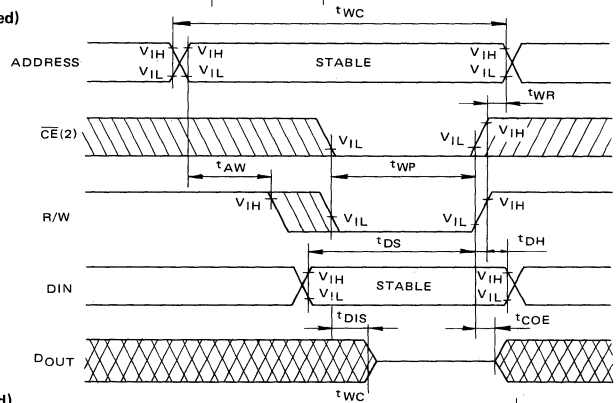 ed)
tWC
ADDRESS
VIH
VIL
VIH
VIL
STABLE
VIH
VIL
tWR
CE(2)
VIL
VIL
VIH
tAW
tWP
R/W
VIH
VIL
VIL
VIH
tDS
tDH
DIN
VIH
V!L
STABLE
VIH
VIL
tDIS
tCOE
DOUT
tWC
d)